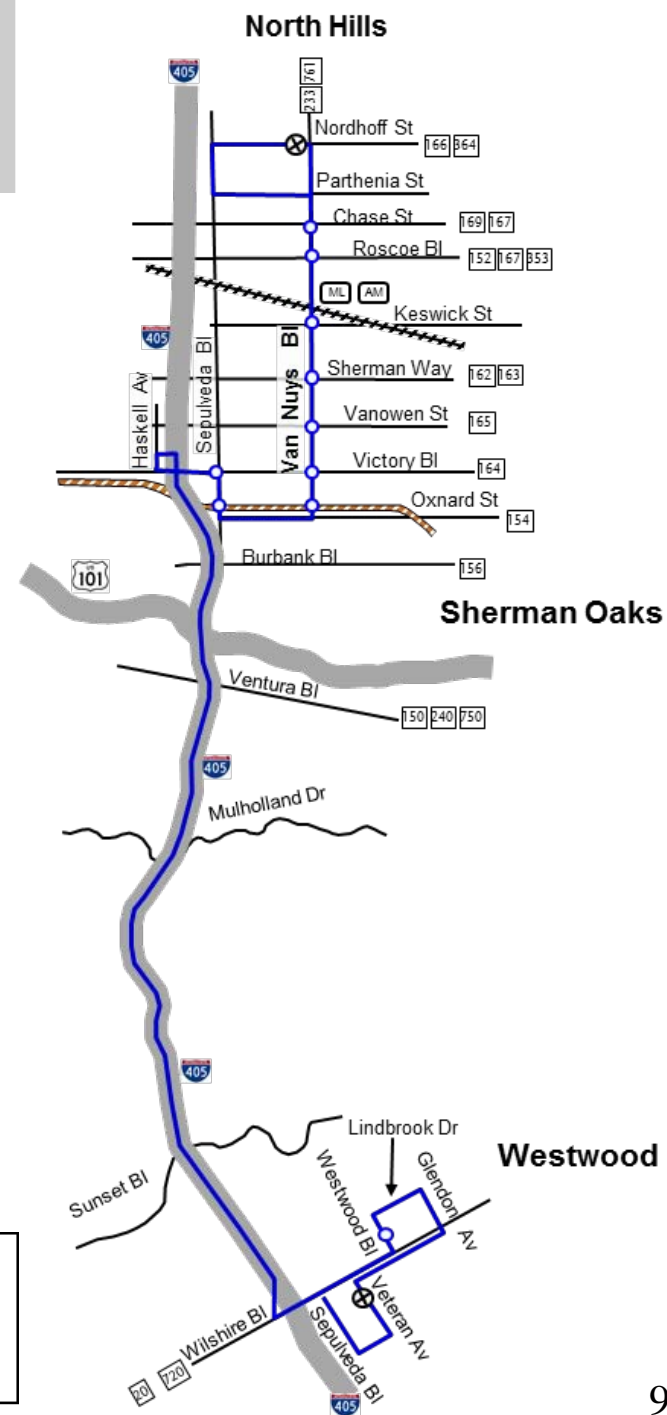 North Hills
405
233 761
Nordhoff St
166 364
Parthenia St
Chase St
169 167
Roscoe Bl
152 167 353
ML AM
Keswick St
405
Sepulveda Bl
Van Nuys Bl
Haskell Av
Sherman Way
162 163
Vanowen St
165
Victory Bl
164
Oxnard St
154
Burbank Bl
156
US
101
Sherman Oaks
Ventura Bl
150 240 750
405
Mulholland Dr
405
Lindbrook Dr
Westwood
Westwood Bl
Glendon Av
Sunset Bl
Veteran Av
Wilshire Bl
Sepulveda Bl
20 720
405
9